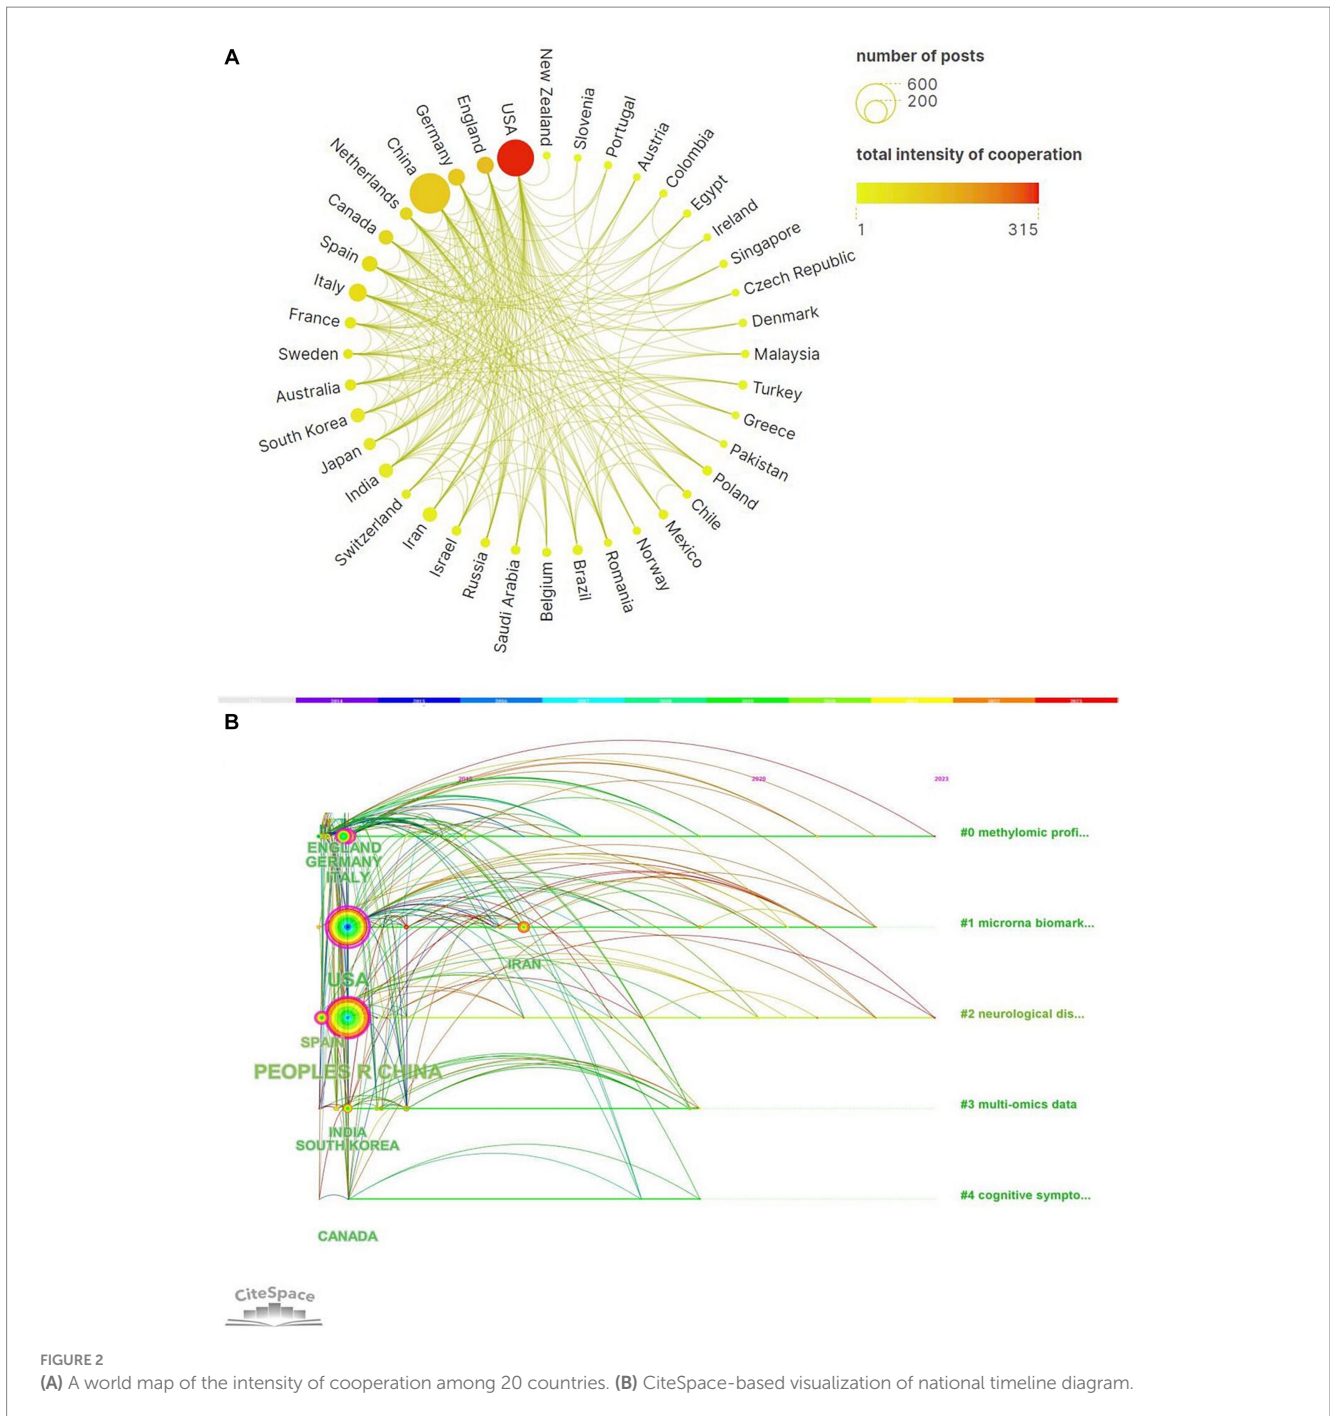 A
number of posts
600
200
total intensity of cooperation
1
315
New Zealand
Slovenia
Portugal
Austria
Colombia
Egypt
Ireland
Singapore
Czech Republic
Denmark
Malaysia
Turkey
Greece
Pakistan
Poland
Chile
Mexico
Norway
Romania
Brazil
Belgium
Saudi Arabia
Russia
Israel
Iran
Switzerland
India
Japan
South Korea
Australia
Sweden
France
Italy
Spain
Canada
Netherlands
China
Germany
England
USA
B
2020
2023
#0 methylomic profi...
ENGLAND
GERMANY
ITALY
#1 microrna biomark...
IRAN
USA
#2 neurological dis...
SPAIN
PEOPLES R CHINA
#3 multi-omics data
INDIA
SOUTH KOREA
#4 cognitive sympto...
CANADA
CiteSpace
FIGURE 2
(A) A world map of the intensity of cooperation among 20 countries. (B) CiteSpace-based visualization of national timeline diagram.